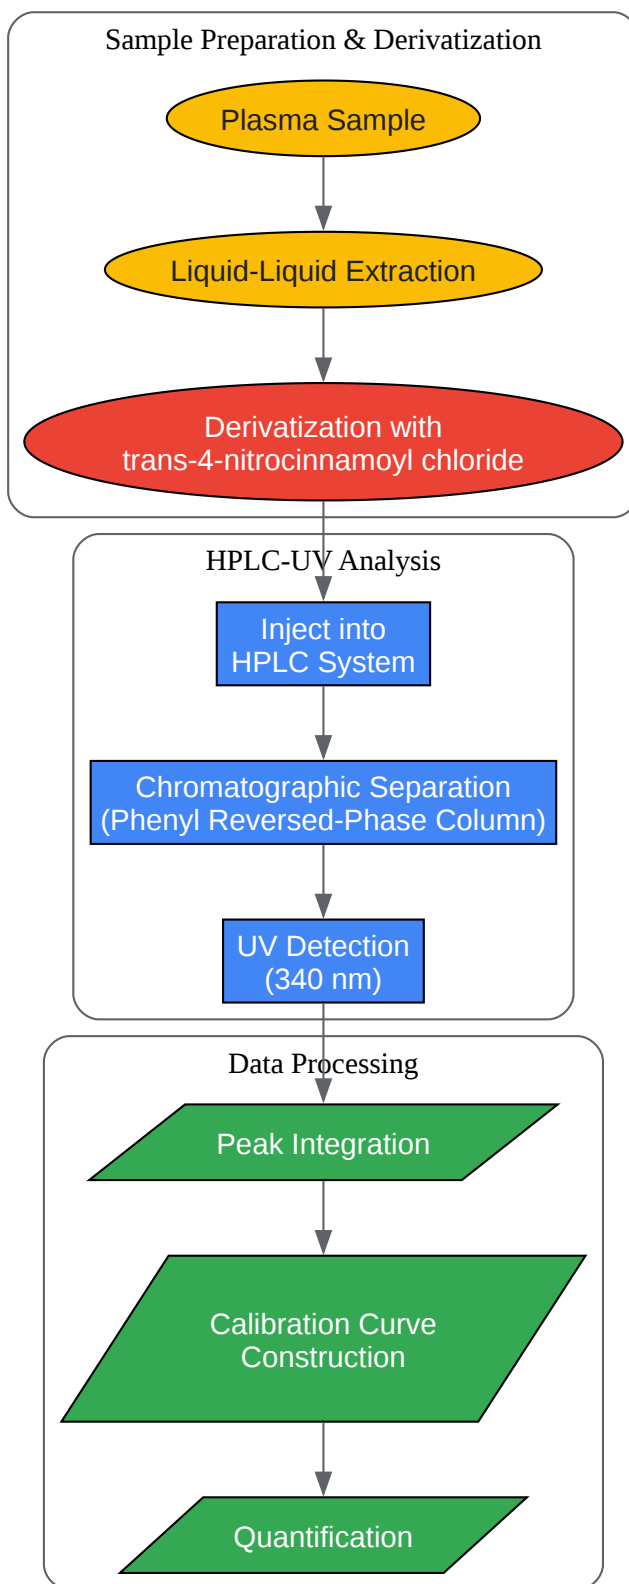 Sample Preparation & Derivatization
Plasma Sample
Liquid-Liquid Extraction
Derivatization with
trans-4-nitrocinnamoyl chloride
HPLC-UV Analysis
Inject into
HPLC System
Chromatographic Separation
(Phenyl Reversed-Phase Column)
UV Detection
(340 nm)
Data Processing
Peak Integration
Calibration Curve
Construction
Quantification